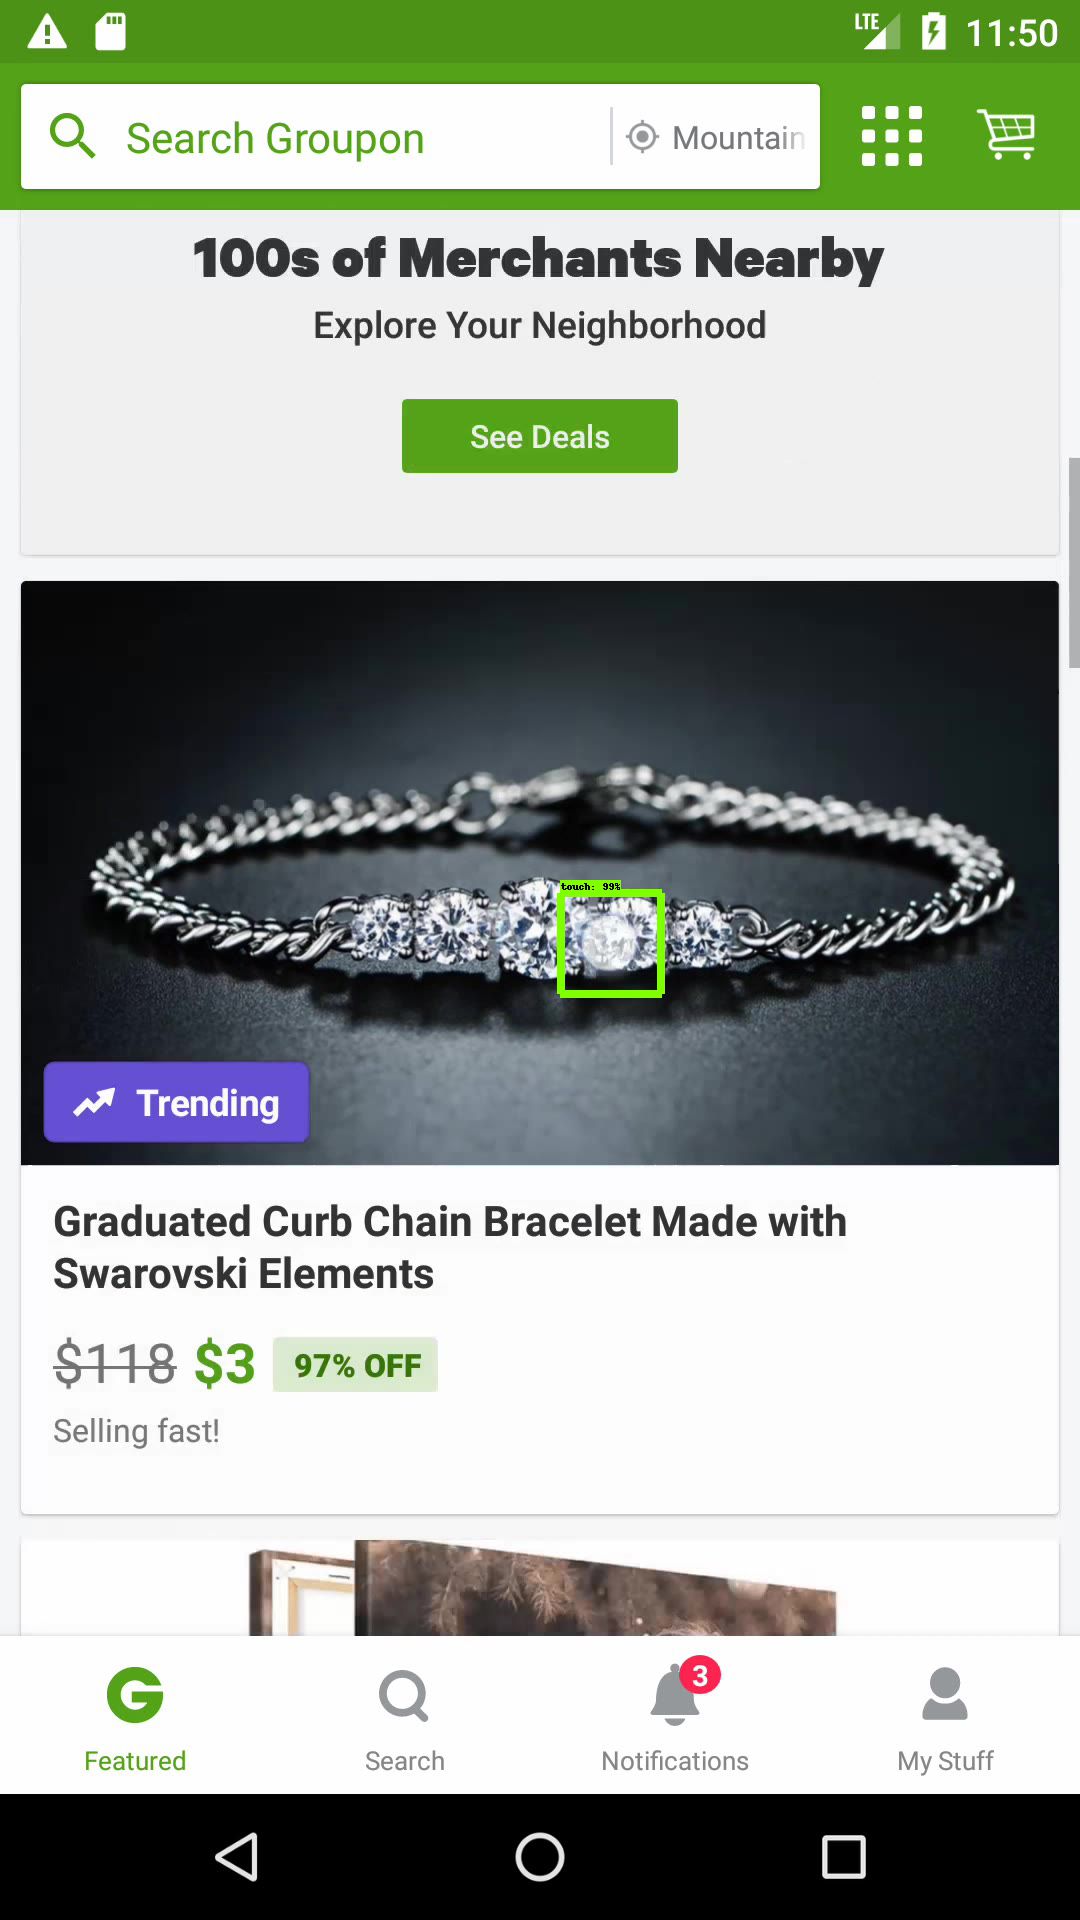 LTE 11:50
Search Groupon
Mountain
100s of Merchants Nearby
Explore Your Neighborhood
See Deals
touch: 99%
Trending
Graduated Curb Chain Bracelet Made with
Swarovski Elements
$118 $3 97% OFF
Selling fast!
3
Featured
Search
Notifications
My Stuff